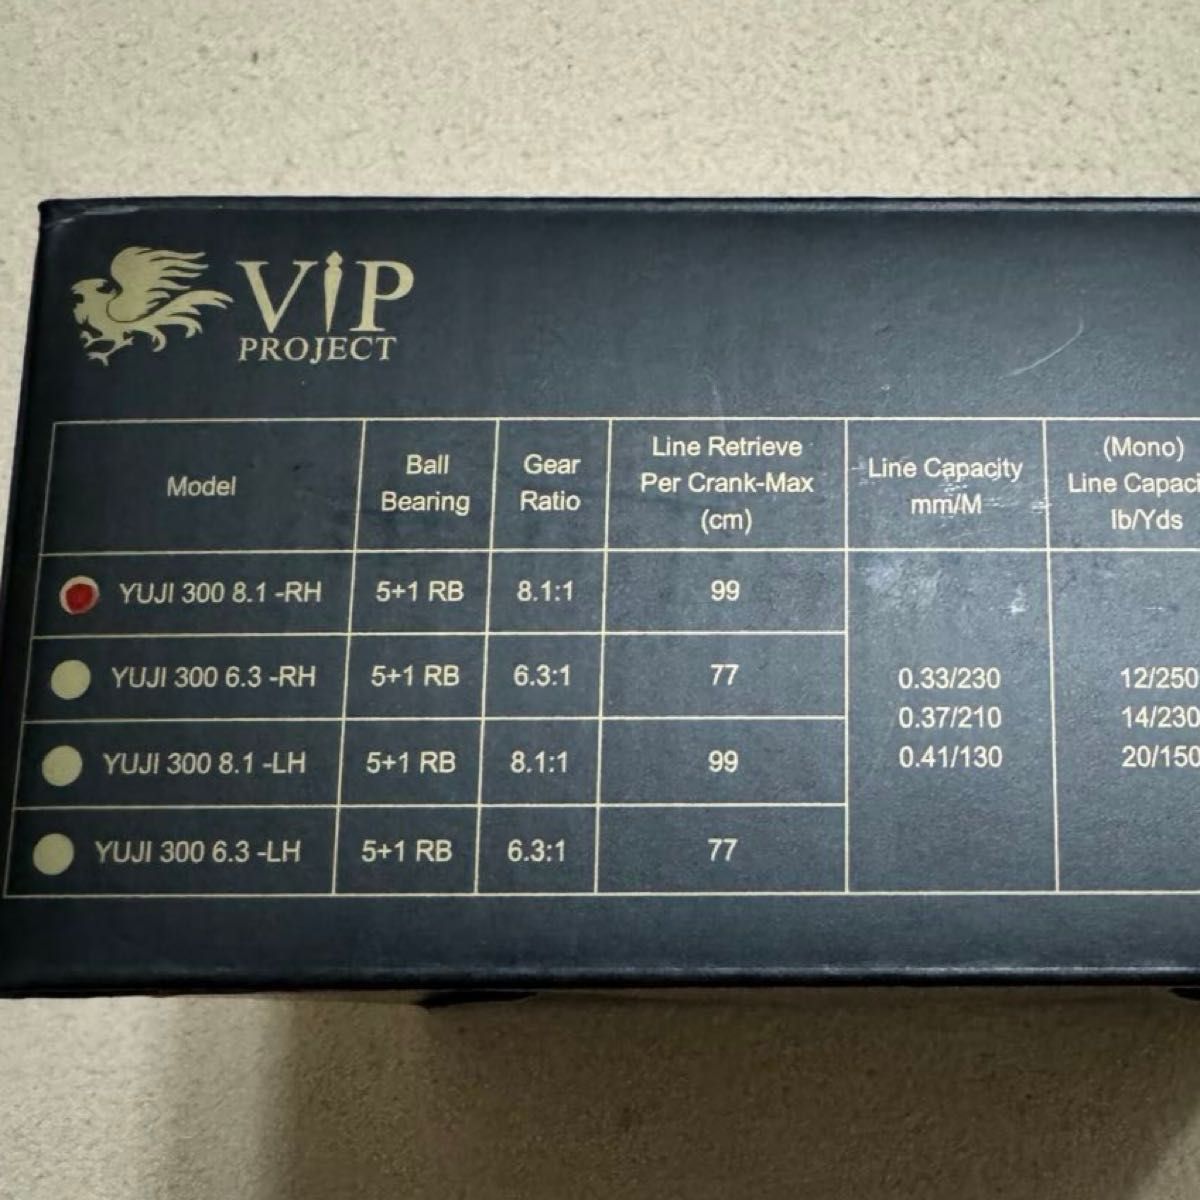 VIP
PROJECT
Model
Ball
Bearing
Gear
Ratio
Line Retrieve
Per Crank-Max
(cm)
Line Capacity
mm/M
(Mono)
Line Capaci
lb/Yds
YUJI 300 8.1 -RH 5+1 RB 8.1:1 99
YUJI 300 6.3 -RH 5+1 RB 6.3:1 77
YUJI 300 8.1 -LH 5+1 RB 8.1:1 99
YUJI 300 6.3 -LH 5+1 RB 6.3:1 77
0.33/230
0.37/210
0.41/130
12/250
14/230
20/150